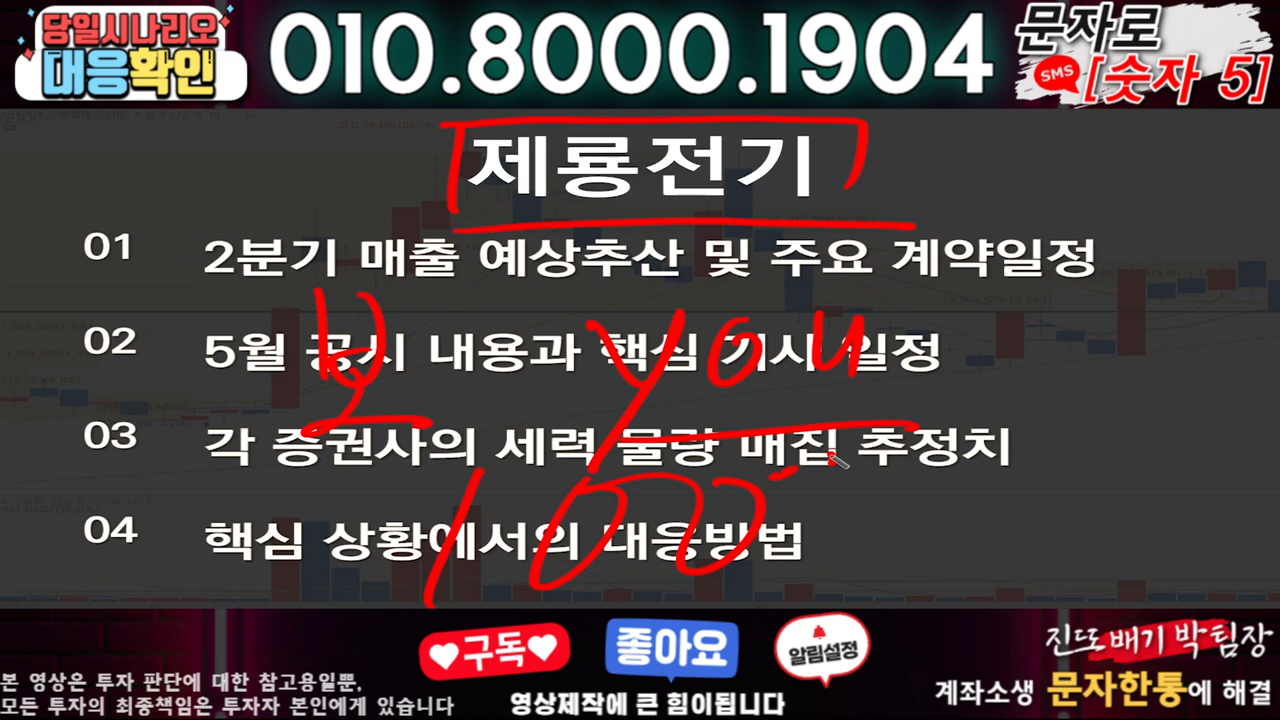 당일시나리오
대응확인
010.8000.1904
문자로
SMS
[숫자 5]
제룡전기
01 2분기 매출 예상추산 및 주요 계약일정
02 5월 공시 내용과 핵심 기사 일정
03 각 증권사의 세력 물량 매집 추정치
04 핵심 상황에서의 대응방법
보 you
100
구독
좋아요
알림설정
영상제작에 큰 힘이됩니다
본 영상은 투자 판단에 대한 참고용일뿐,
모든 투자의 최종책임은 투자자 본인에게 있습니다
진또배기 박팀장
계좌소생 문자한통에 해결